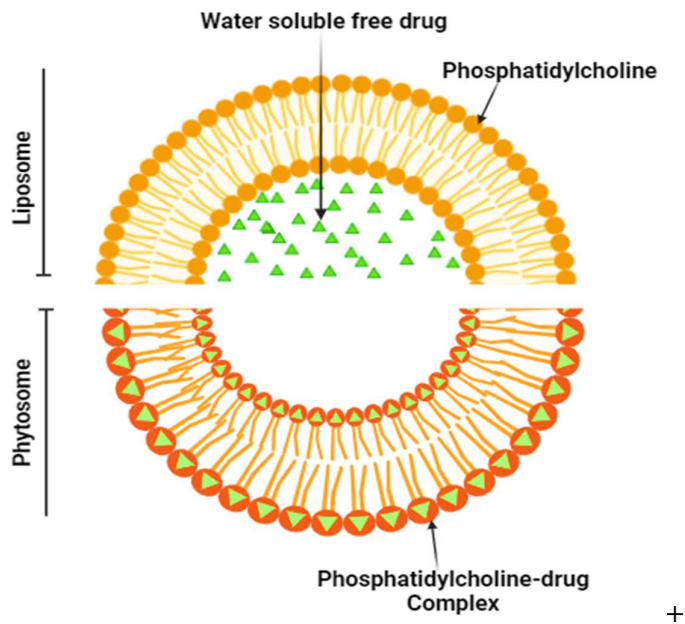 Water soluble free drug
Phosphatidylcholine
Liposome
Phytosome
Phosphatidylcholine-drug
Complex